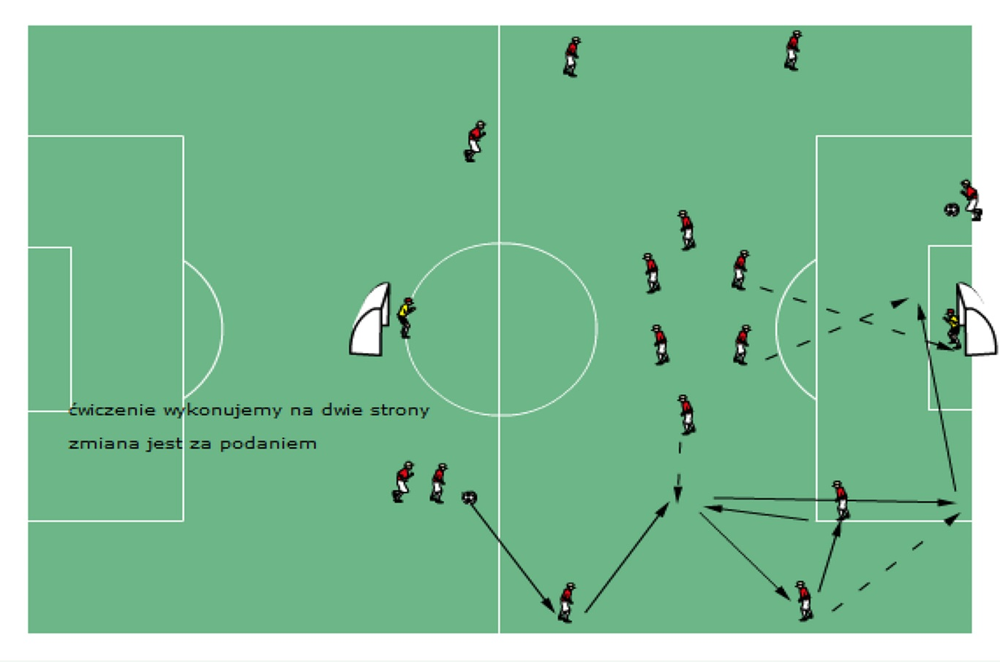 ćwiczenie wykonujemy na dwie strony
zmiana jest za podaniem